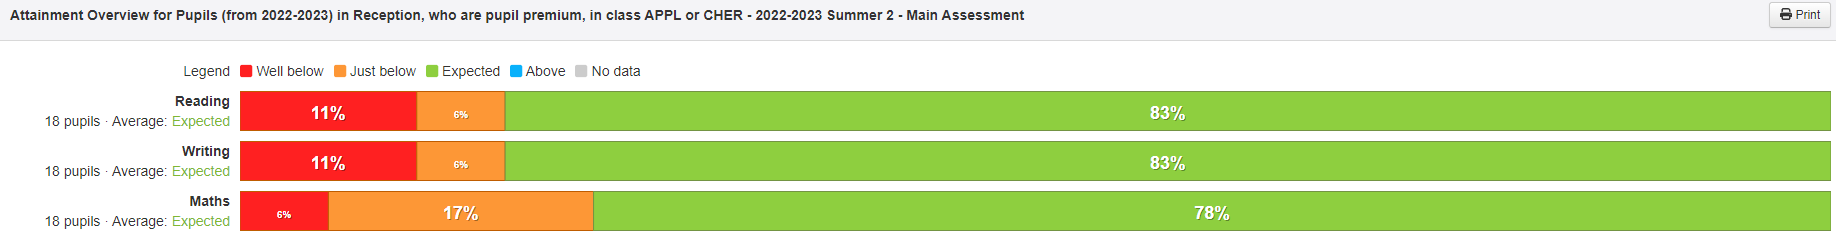 Attainment Overview for Pupils (from 2022-2023) in Reception, who are pupil premium, in class APPL or CHER - 2022-2023 Summer 2 - Main Assessment
Print
Legend Well below Just below Expected Above No data
Reading
18 pupils · Average: Expected
11% 6% 83%
Writing
18 pupils · Average: Expected
11% 6% 83%
Maths
18 pupils · Average: Expected
6% 17% 78%